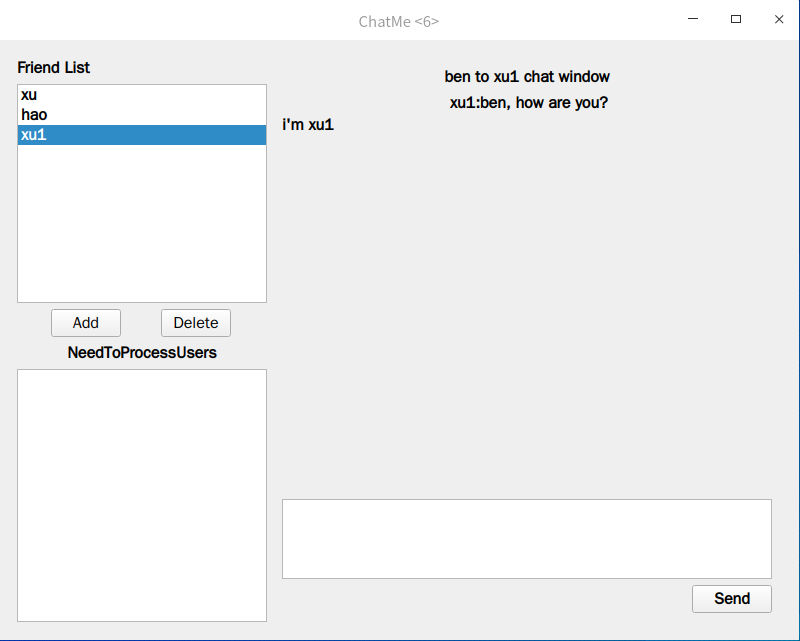 ChatMe <6>
Friend List
xu
hao
xu1
Add
Delete
NeedToProcessUsers
ben to xu1 chat window
xu1:ben, how are you?
i'm xu1
Send